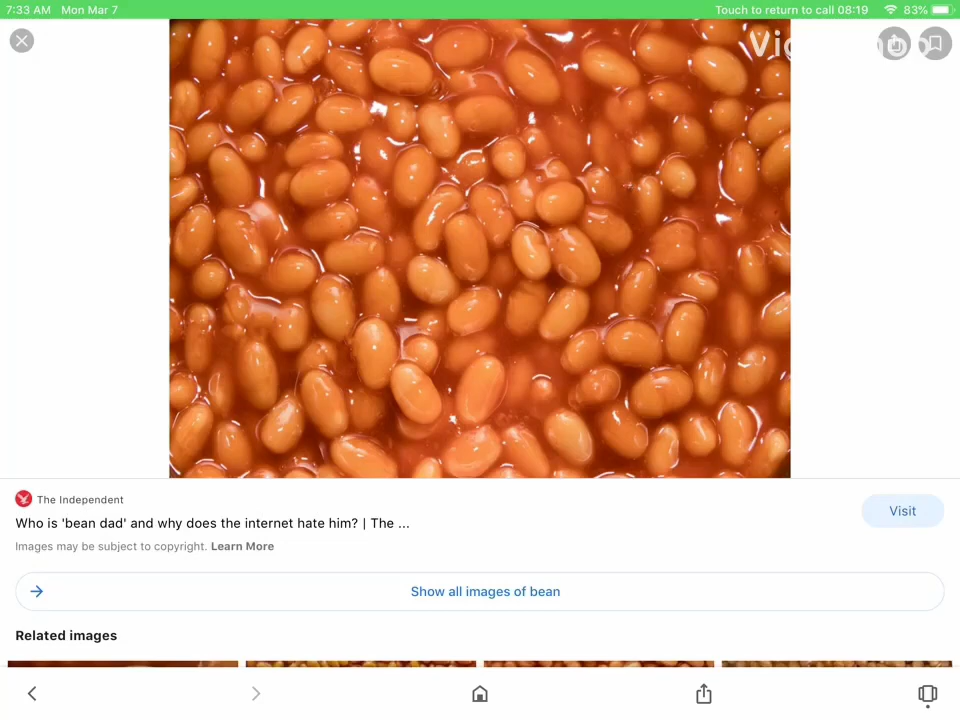 7:33 AM Mon Mar 7
Touch to return to call 08:19
83%
The Independent
Visit
Who is 'bean dad' and why does the internet hate him? | The ...
Images may be subject to copyright. Learn More
Show all images of bean
Related images